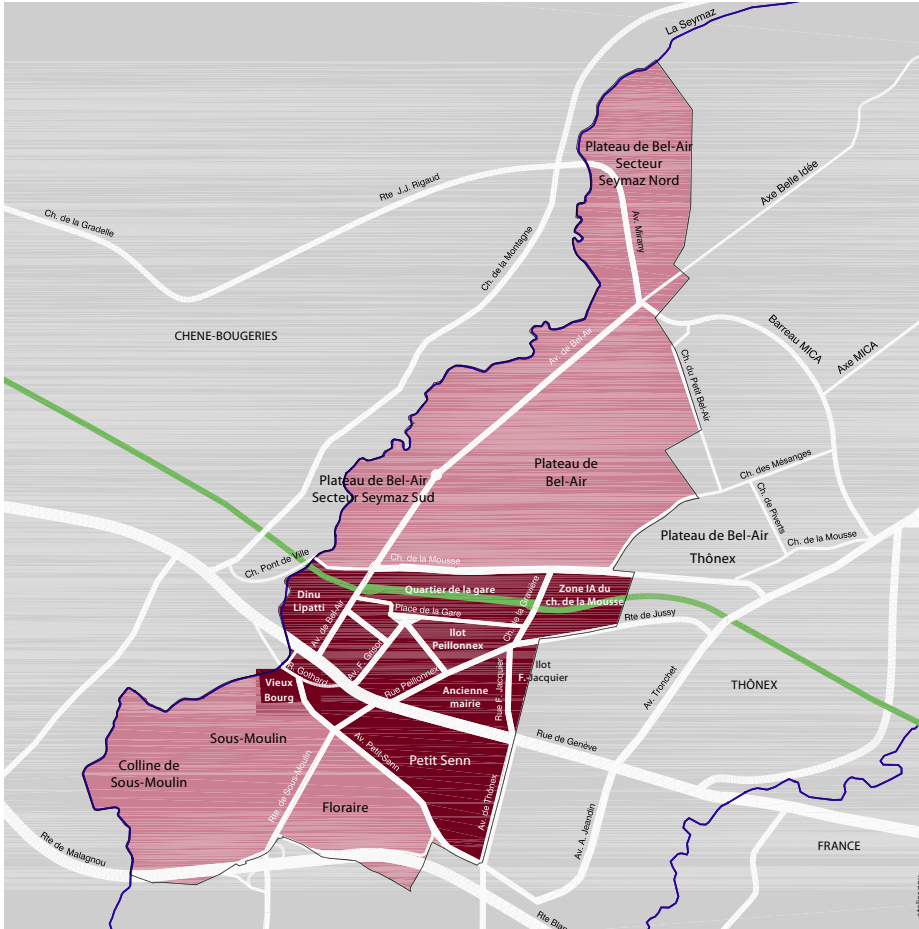 La Seymaz
Plateau de Bel-Air
Secteur
Seymaz Nord
Axe Belle Idée
Rte J.J. Rigaud
Ch. de la Gradelle
Av. Mirany
Ch. de la Montagne
CHENE-BOUGERIES
Av. de Bel-Air
Barreau MICA
Axe MICA
Ch. du Petit Bel-Air
Plateau de
Bel-Air
Ch. des Mésanges
Plateau de Bel-Air
Secteur Seymaz Sud
Ch. de Piverts
Plateau de Bel-Air
Thônex
Ch. de la Mousse
Ch. Pont de Ville
Ch. de la Mousse
Dinu
Lipatti
Quartier de la gare
Zone IA du
ch. de la Mousse
Place de la Gare
Ch. de la Gravière
Rte de Jussy
Av. de Bel-Air
Av. F. Grison
Ilot
Peillonnex
Ilot
F.-Jacquier
R. Gothard
Rue Peillonnex
Vieux
Bourg
Ancienne
mairie
Rue F. Jacquier
Av. Tronchet
THÔNEX
Sous-Moulin
Av. Petit-Senn
Rue de Genève
Colline de
Sous-Moulin
Petit Senn
Rte de Sous-Moulin
Floraire
Av. de Thônex
Av. A. Jeandin
Rte de Malagnou
FRANCE